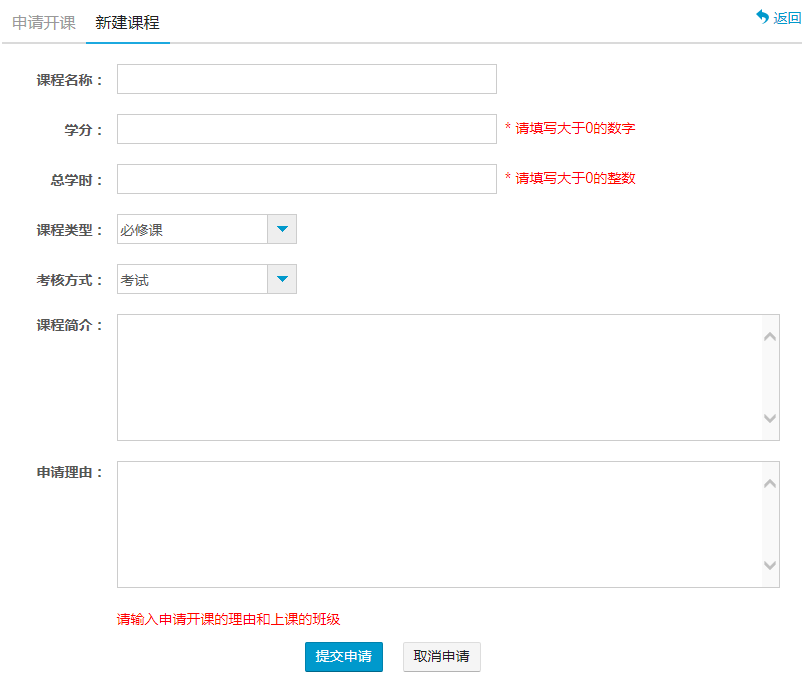 申请开课 新建课程 返回
课程名称：
学分： * 请填写大于0的数字
总学时： * 请填写大于0的整数
课程类型： 必修课
考核方式： 考试
课程简介：
申请理由：
请输入申请开课的理由和上课的班级
提交申请 取消申请